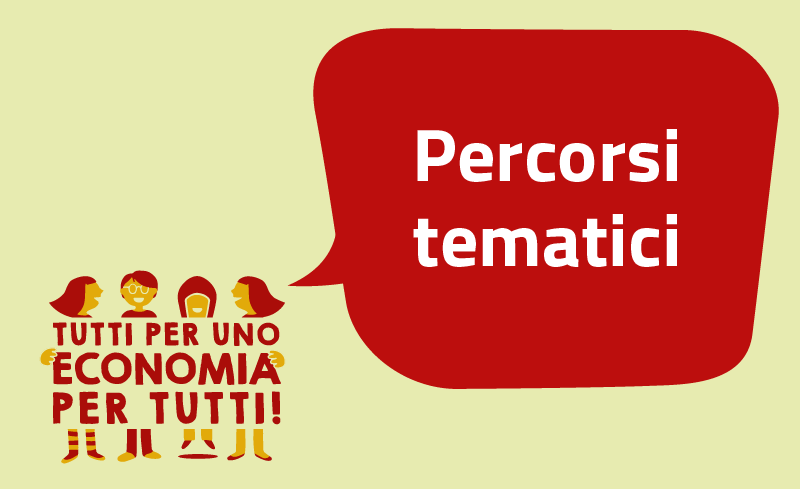 Percorsi
tematici
TUTTI PER UNO
ECONOMIA
PER TUTTI!